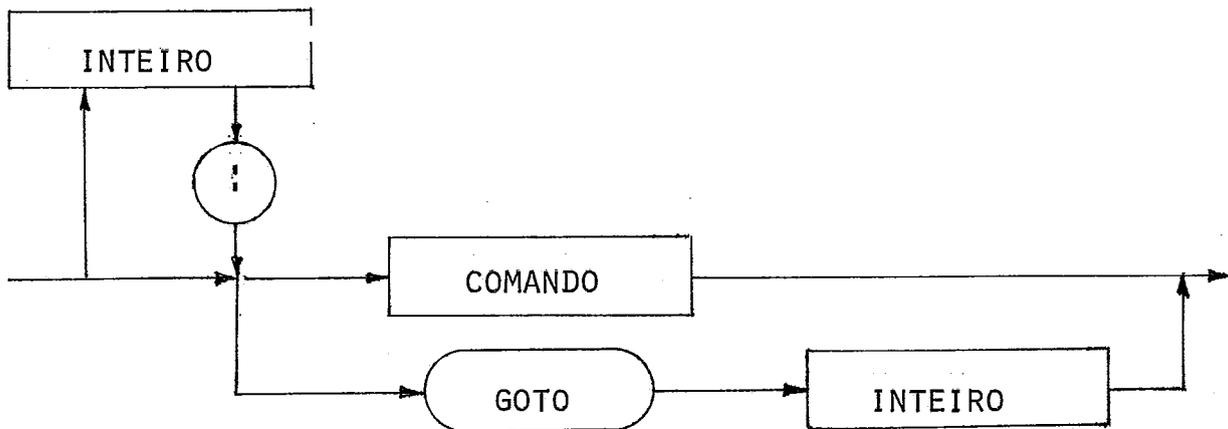 INTEIRO
:
COMANDO
GOTO
INTEIRO